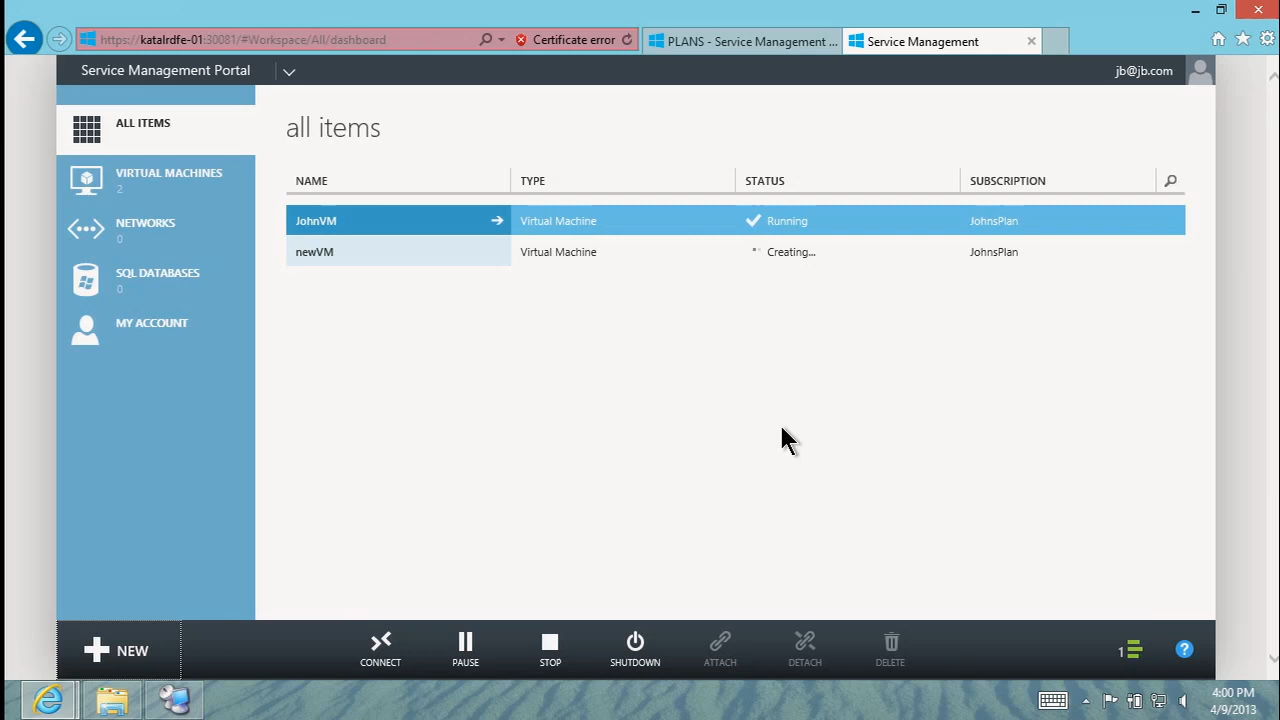 https://katalrdfe-01:30081/#Workspace/All/dashboard
Certificate error
PLANS - Service Management ...
Service Management
Service Management Portal
jb@jb.com
ALL ITEMS
VIRTUAL MACHINES
2
NETWORKS
0
SQL DATABASES
0
MY ACCOUNT
all items
NAME TYPE STATUS SUBSCRIPTION
JohnVM Virtual Machine Running JohnsPlan
newVM Virtual Machine Creating... JohnsPlan
NEW
CONNECT
PAUSE
STOP
SHUTDOWN
ATTACH
DETACH
DELETE
1
?
4:00 PM
4/9/2013